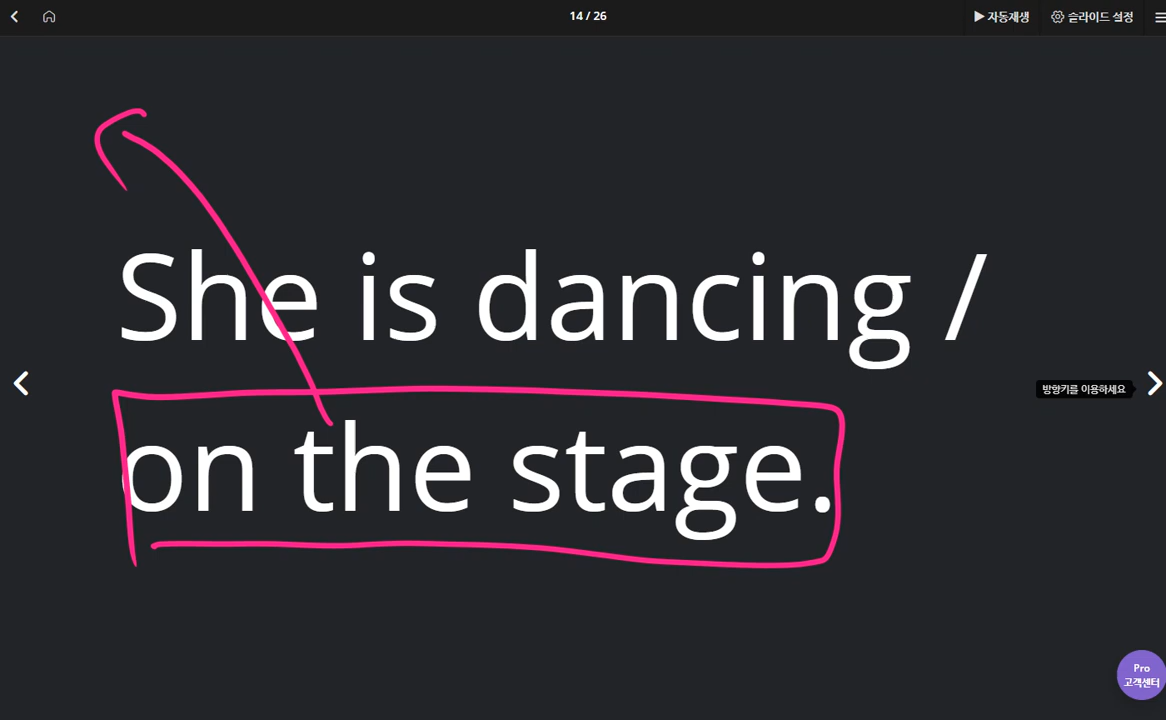 14 / 26
▶ 자동재생
슬라이드 설정
She is dancing /
방향키를 이용하세요
on the stage.
Pro
고객센터